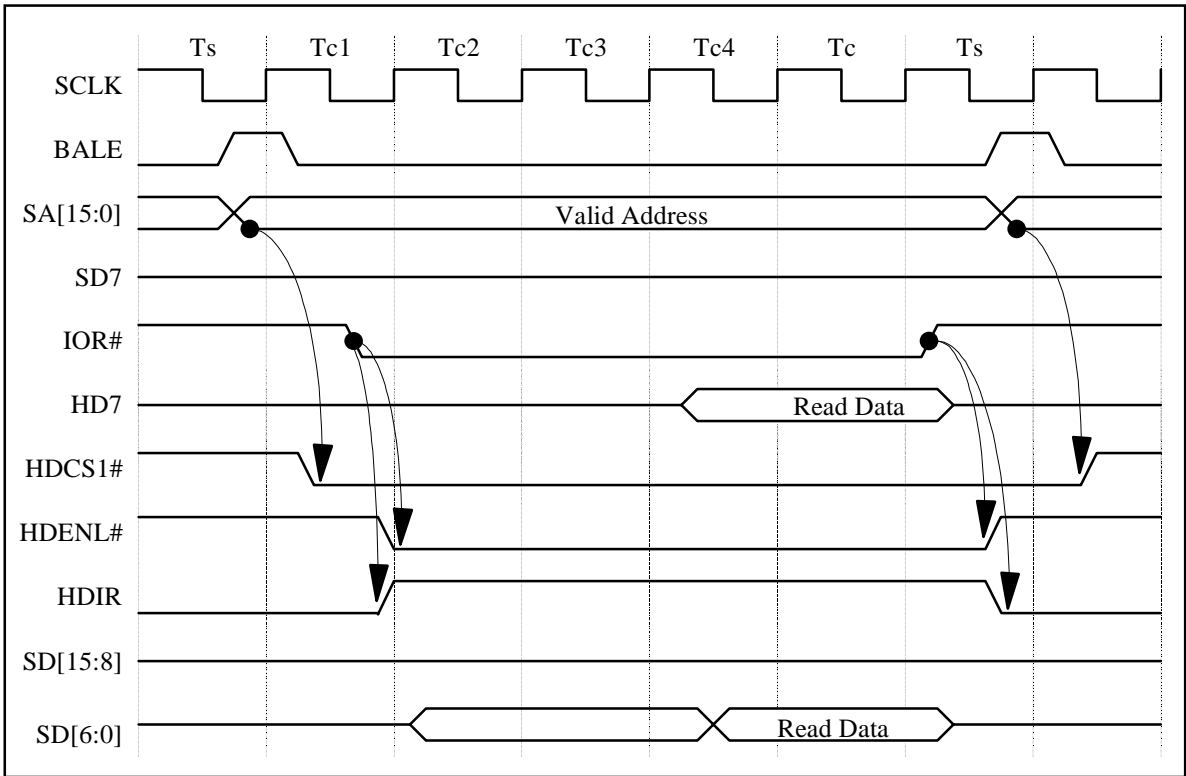 Ts Tc1 Tc2 Tc3 Tc4 Tc Ts
SCLK
BALE
SA[15:0] Valid Address
SD7
IOR#
HD7 Read Data
HDCS1#
HDENL#
HDIR
SD[15:8]
SD[6:0] Read Data